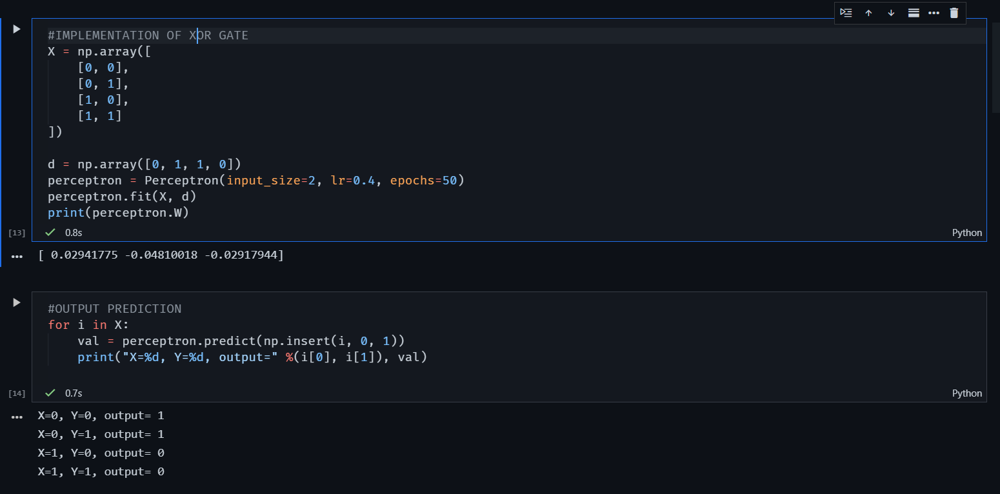 #IMPLEMENTATION OF XOR GATE
X = np.array([
    [0, 0],
    [0, 1],
    [1, 0],
    [1, 1]
])

d = np.array([0, 1, 1, 0])
perceptron = Perceptron(input_size=2, lr=0.4, epochs=50)
perceptron.fit(X, d)
print(perceptron.W)
[13] 0.8s Python
[ 0.02941775 -0.04810018 -0.02917944]
#OUTPUT PREDICTION
for i in X:
    val = perceptron.predict(np.insert(i, 0, 1))
    print("X=%d, Y=%d, output=" %(i[0], i[1]), val)
[14] 0.7s Python
X=0, Y=0, output= 1
X=0, Y=1, output= 1
X=1, Y=0, output= 0
X=1, Y=1, output= 0